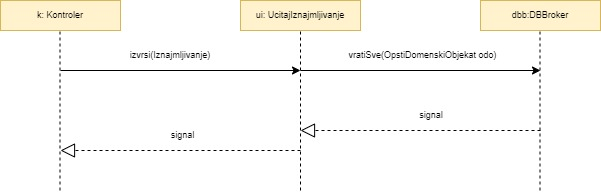 k: Kontroler
ui: UcitajIznajmljivanje
dbb:DBBroker
izvrsi(Iznajmljivanje)
vratiSve(OpstiDomenskiObjekat odo)
signal
signal